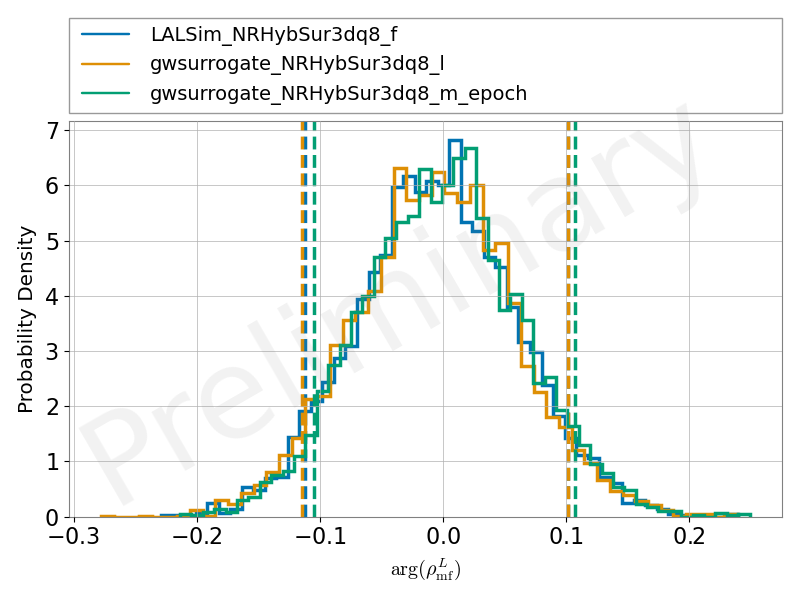 LALSim_NRHybSur3dq8_f
gwsurrogate_NRHybSur3dq8_l
gwsurrogate_NRHybSur3dq8_m_epoch
7
6
5
4
3
2
1
0
Probability Density
Preliminary
−0.3 −0.2 −0.1 0.0 0.1 0.2
arg(ρ^L_mf)